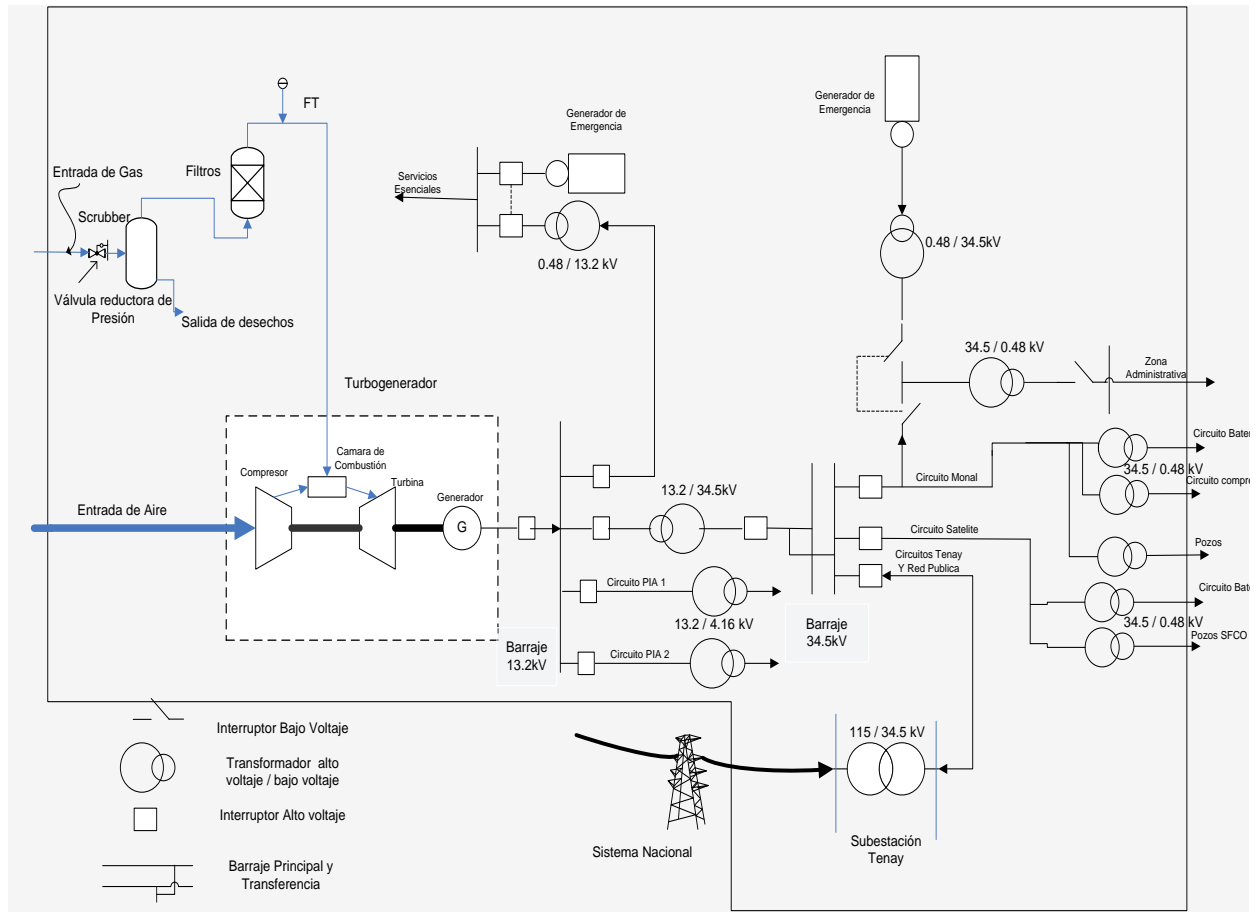 FT
Generador de
Emergencia
Generador de
Emergencia
Entrada de Gas
Filtros
Servicios
Esenciales
Scrubber
0.48 / 13.2 kV
0.48 / 34.5kV
Válvula reductora de
Presión
Salida de desechos
34.5 / 0.48 kV
Zona
Administrativa
Turbogenerador
Compresor
Camara de
Combustión
Turbina
Generador
G
Entrada de Aire
13.2 / 34.5kV
Circuito Monal
Circuito Satelite
Circuitos Tenay
Y Red Publica
34.5 / 0.48 kV
Circuito
Circuito
Pozos
Circuito
34.5 / 0.48 kV
Pozos SFCO
Circuito PIA 1
13.2 / 4.16 kV
Circuito PIA 2
Barraje
13.2kV
Barraje
34.5kV
Interruptor Bajo Voltaje
Transformador alto
voltaje / bajo voltaje
Interruptor Alto voltaje
Barraje Principal y
Transferencia
115 / 34.5 kV
Sistema Nacional
Subestación
Tenay